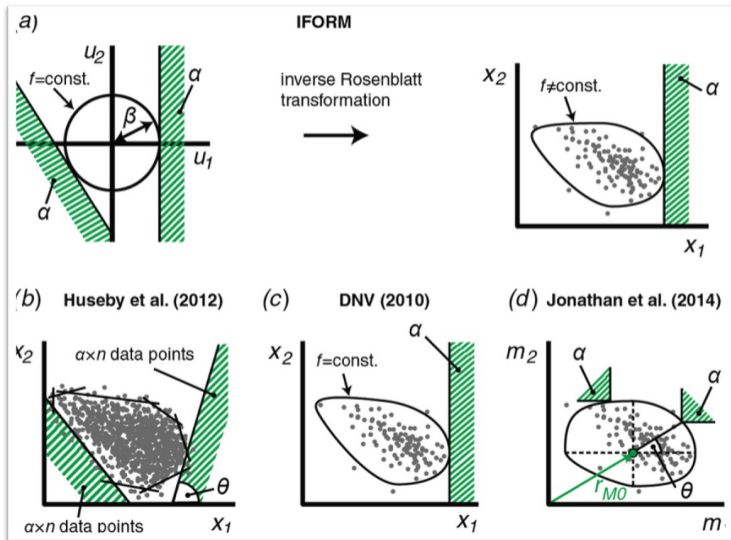 a)
IFORM
u2
f=const.
α
β
u1
α
inverse Rosenblatt
transformation
x2
f≠const.
α
x1
(b) Huseby et al. (2012)
x2
α×n data points
θ
α×n data points
x1
(c) DNV (2010)
α
x2
f=const.
x1
(d) Jonathan et al. (2014)
m2
α
α
rM0
θ
m